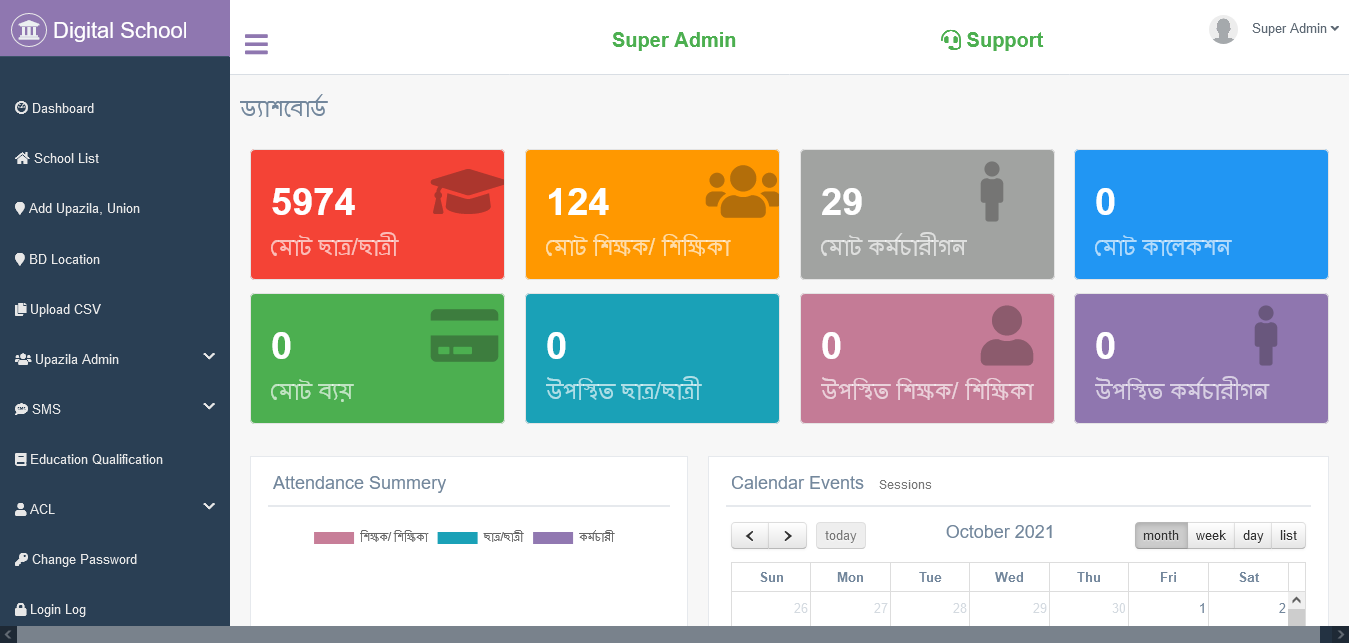 Digital School
Super Admin
Support
Super Admin
Dashboard
School List
Add Upazila, Union
BD Location
Upload CSV
Upazila Admin
SMS
Education Qualification
ACL
Change Password
Login Log
ড্যাশবোর্ড
5974
মোট ছাত্র/ছাত্রী
124
মোট শিক্ষক/ শিক্ষিকা
29
মোট কর্মচারীগন
0
মোট কালেকশন
0
মোট ব্যয়
0
উপস্থিত ছাত্র/ছাত্রী
0
উপস্থিত শিক্ষক/ শিক্ষিকা
0
উপস্থিত কর্মচারীগন
Attendance Summery
শিক্ষক/ শিক্ষিকা ছাত্র/ছাত্রী কর্মচারী
Calendar Events Sessions
today October 2021 month week day list
Sun Mon Tue Wed Thu Fri Sat
26 27 28 29 30 1 2